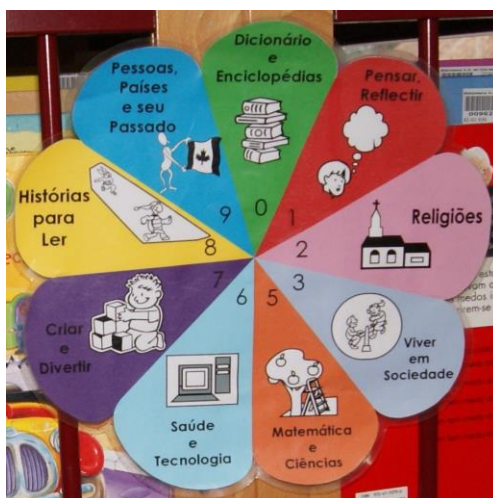 Dicionário
e
Enciclopédias
0
Pensar,
Reflectir
1
Religiões
2
Viver
em
Sociedade
3
Matemática
e
Ciências
5
Saúde
e
Tecnologia
6
Criar
e
Divertir
7
Histórias
para
Ler
8
Pessoas,
Países
e seu
Passado
9